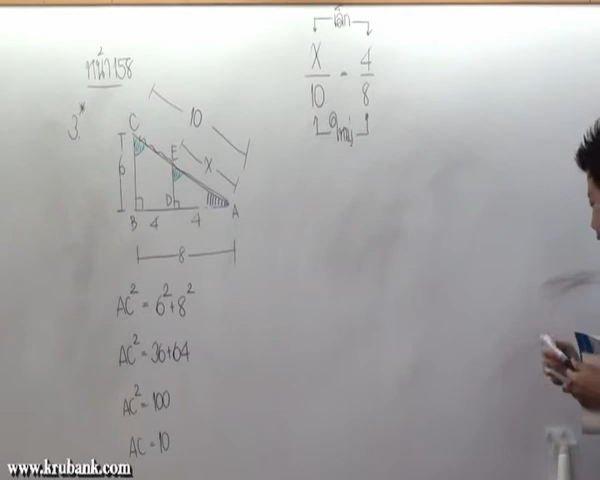 หน้า 158
3.
C
10
6
E
X
D
B
4
4
A
8
AC² = 6² + 8²
AC² = 36+64
AC² = 100
AC = 10
เล็ก
X/10 = 4/8
ใหญ่
www.krubank.com